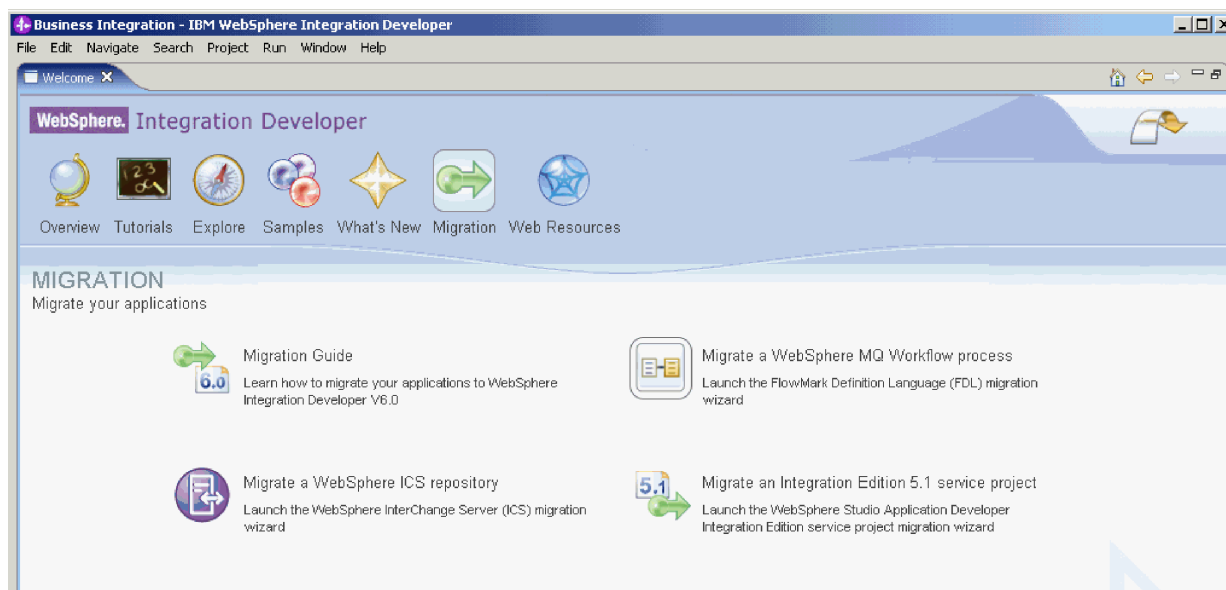 Business Integration - IBM WebSphere Integration Developer
File Edit Navigate Search Project Run Window Help
Welcome
WebSphere. Integration Developer
Overview Tutorials Explore Samples What's New Migration Web Resources
MIGRATION
Migrate your applications
6.0
Migration Guide
Learn how to migrate your applications to WebSphere
Integration Developer V6.0
Migrate a WebSphere MQ Workflow process
Launch the FlowMark Definition Language (FDL) migration
wizard
Migrate a WebSphere ICS repository
Launch the WebSphere InterChange Server (ICS) migration
wizard
5.1
Migrate an Integration Edition 5.1 service project
Launch the WebSphere Studio Application Developer
Integration Edition service project migration wizard